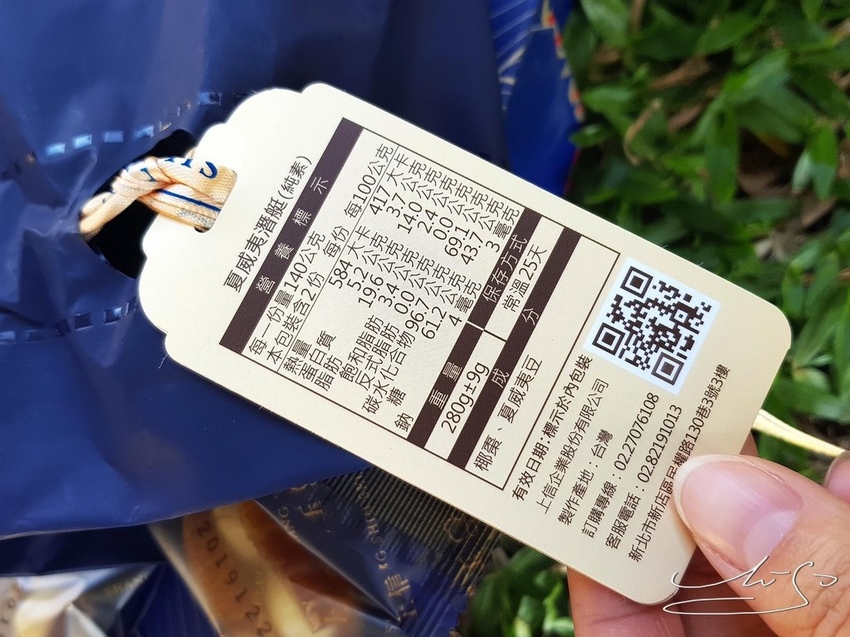 夏威夷潛艇(純素)
營養標示
每一份量140公克
本包裝含2份
每份 每100公克
熱量 584大卡 417大卡
蛋白質 5.2公克 3.7公克
脂肪 19.6公克 14.0公克
飽和脂肪 3.4公克 2.4公克
反式脂肪 0.0公克 0.0公克
碳水化合物 96.7公克 69.1公克
糖 61.2公克 43.7公克
鈉 4毫克 3毫克
重量 保存方式
280g±9g 常溫25天
成分
椰棗、夏威夷豆
有效日期:標示於內包裝
上信企業股份有限公司
製作產地:台灣
訂購專線:0227076108
客服電話:0282191013
新北市新店區民權路130巷3號3樓
2019122